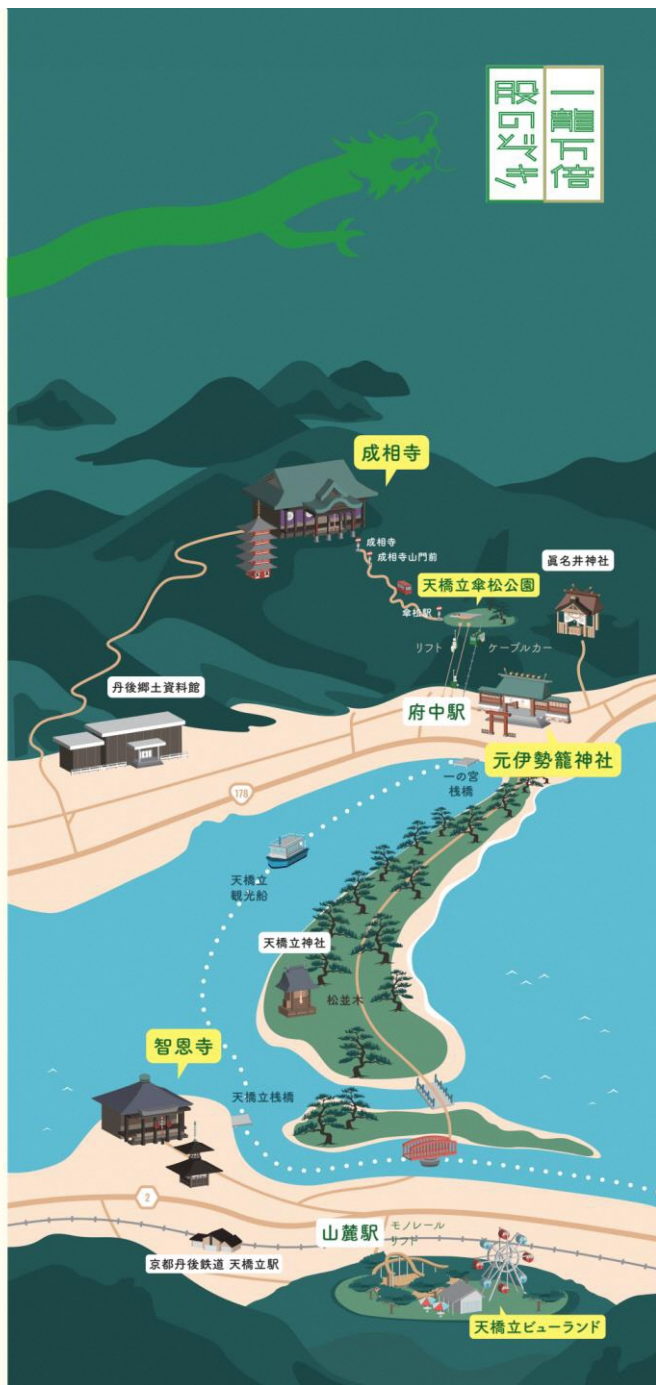 一龍万倍
股のぞき
成相寺
成相寺
成相寺山門前
眞名井神社
天橋立傘松公園
傘松駅
リフト
ケーブルカー
丹後郷土資料館
府中駅
元伊勢籠神社
一の宮
桟橋
178
天橋立
観光船
天橋立神社
松並木
智恩寺
天橋立桟橋
2
山麓駅
モノレール
リフト
京都丹後鉄道 天橋立駅
天橋立ビューランド